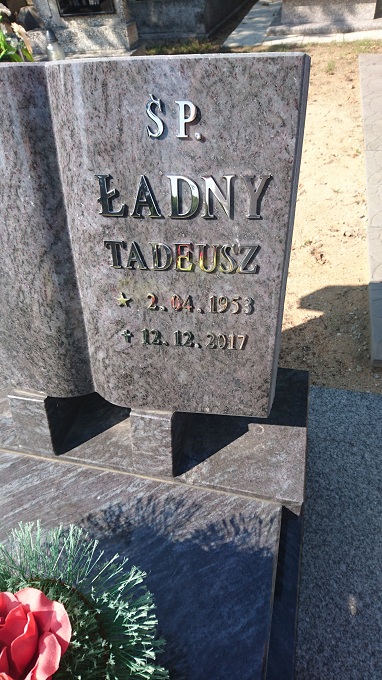 ŚP.
ŁADNY
TADEUSZ
★ 2.04.1953
✝ 12.12.2017